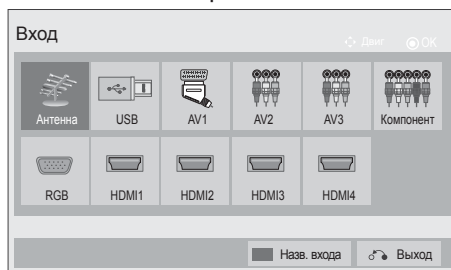 Вход
Двиг OK
Антенна USB AV1 AV2 AV3 Компонент
RGB HDMI1 HDMI2 HDMI3 HDMI4
Назв. входа Выход